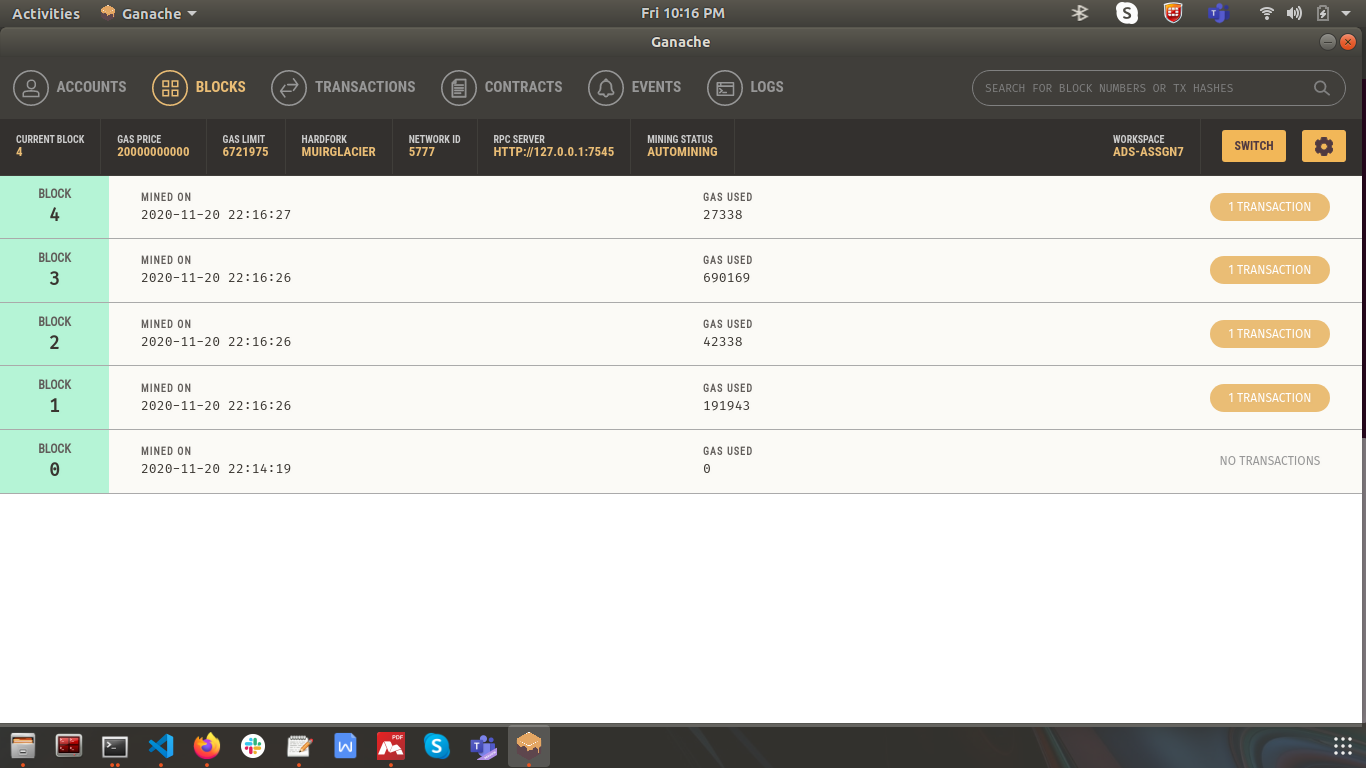 Activities Ganache Fri 10:16 PM
Ganache
ACCOUNTS BLOCKS TRANSACTIONS CONTRACTS EVENTS LOGS SEARCH FOR BLOCK NUMBERS OR TX HASHES
CURRENT BLOCK GAS PRICE GAS LIMIT HARDFORK NETWORK ID RPC SERVER MINING STATUS WORKSPACE
4 20000000000 6721975 MUIRGLACIER 5777 HTTP://127.0.0.1:7545 AUTOMINING ADS-ASSGN7 SWITCH
BLOCK MINED ON GAS USED
4 2020-11-20 22:16:27 27338 1 TRANSACTION
BLOCK MINED ON GAS USED
3 2020-11-20 22:16:26 690169 1 TRANSACTION
BLOCK MINED ON GAS USED
2 2020-11-20 22:16:26 42338 1 TRANSACTION
BLOCK MINED ON GAS USED
1 2020-11-20 22:16:26 191943 1 TRANSACTION
BLOCK MINED ON GAS USED
0 2020-11-20 22:14:19 0 NO TRANSACTIONS
PDF